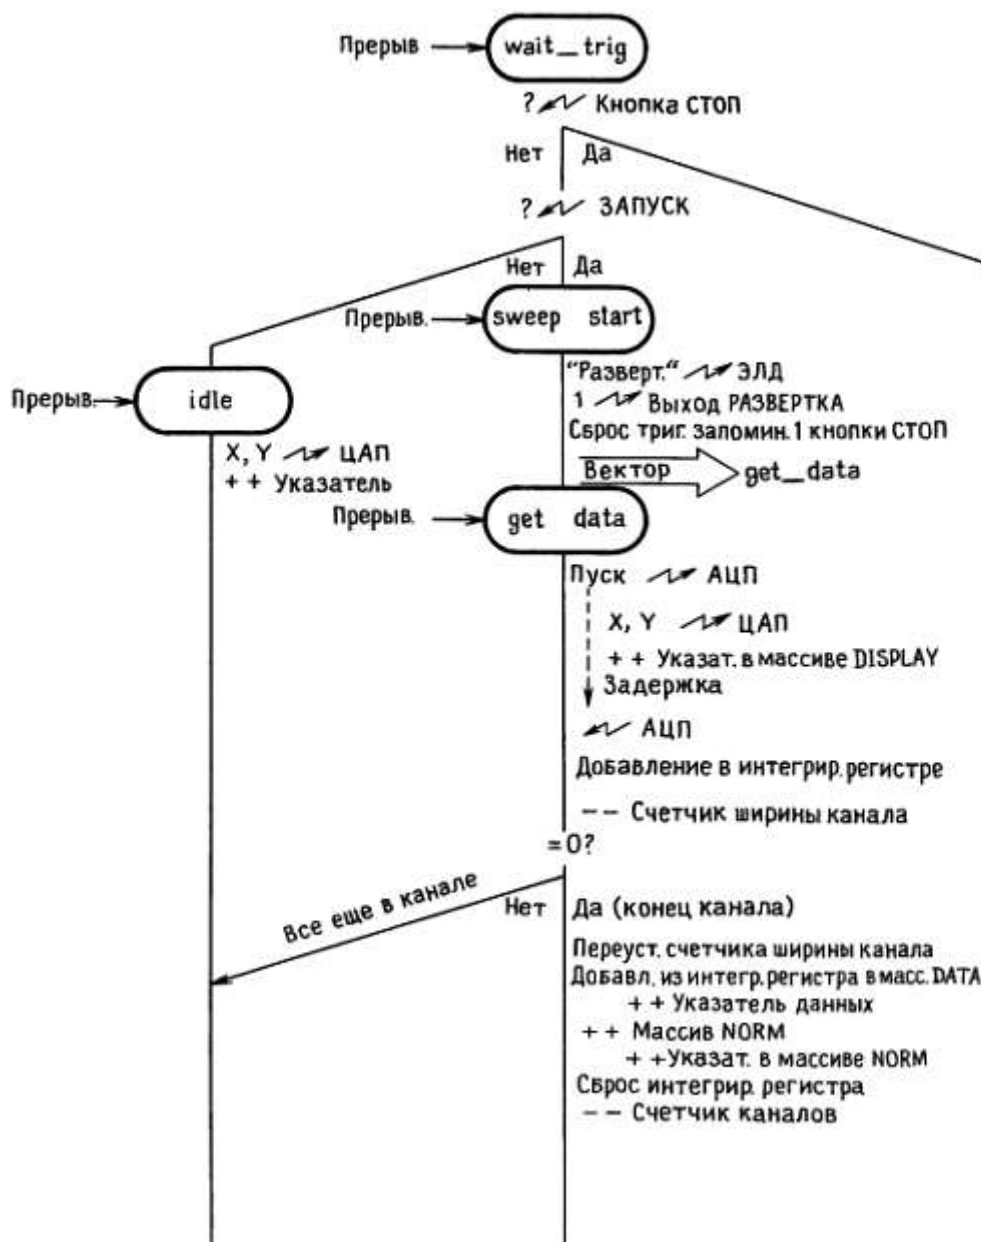 Прерыв wait_trig
? Кнопка СТОП
Нет Да
? ЗАПУСК
Нет Да
Прерыв. sweep start
"Разверт." ЭЛД
Прерыв. idle
1 Выход РАЗВЕРТКА
Сброс триг. запомин. 1 кнопки СТОП
X, Y ЦАП
++ Указатель
Вектор get_data
Прерыв. get data
Пуск АЦП
X, Y ЦАП
++ Указат. в массиве DISPLAY
Задержка
АЦП
Добавление в интегрир. регистре
-- Счетчик ширины канала
=0?
Все еще в канале
Нет Да (конец канала)
Переуст. счетчика ширины канала
Добавл. из интегр. регистра в масс. DATA
++ Указатель данных
++ Массив NORM
++ Указат. в массиве NORM
Сброс интегрир. регистра
-- Счетчик каналов